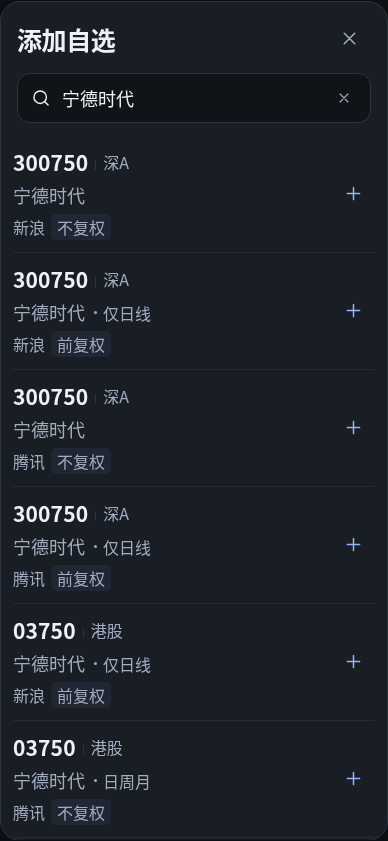 添加自选
宁德时代
300750 深A
宁德时代
新浪 不复权
300750 深A
宁德时代 · 仅日线
新浪 前复权
300750 深A
宁德时代
腾讯 不复权
300750 深A
宁德时代 · 仅日线
腾讯 前复权
03750 港股
宁德时代 · 仅日线
新浪 前复权
03750 港股
宁德时代 · 日周月
腾讯 不复权